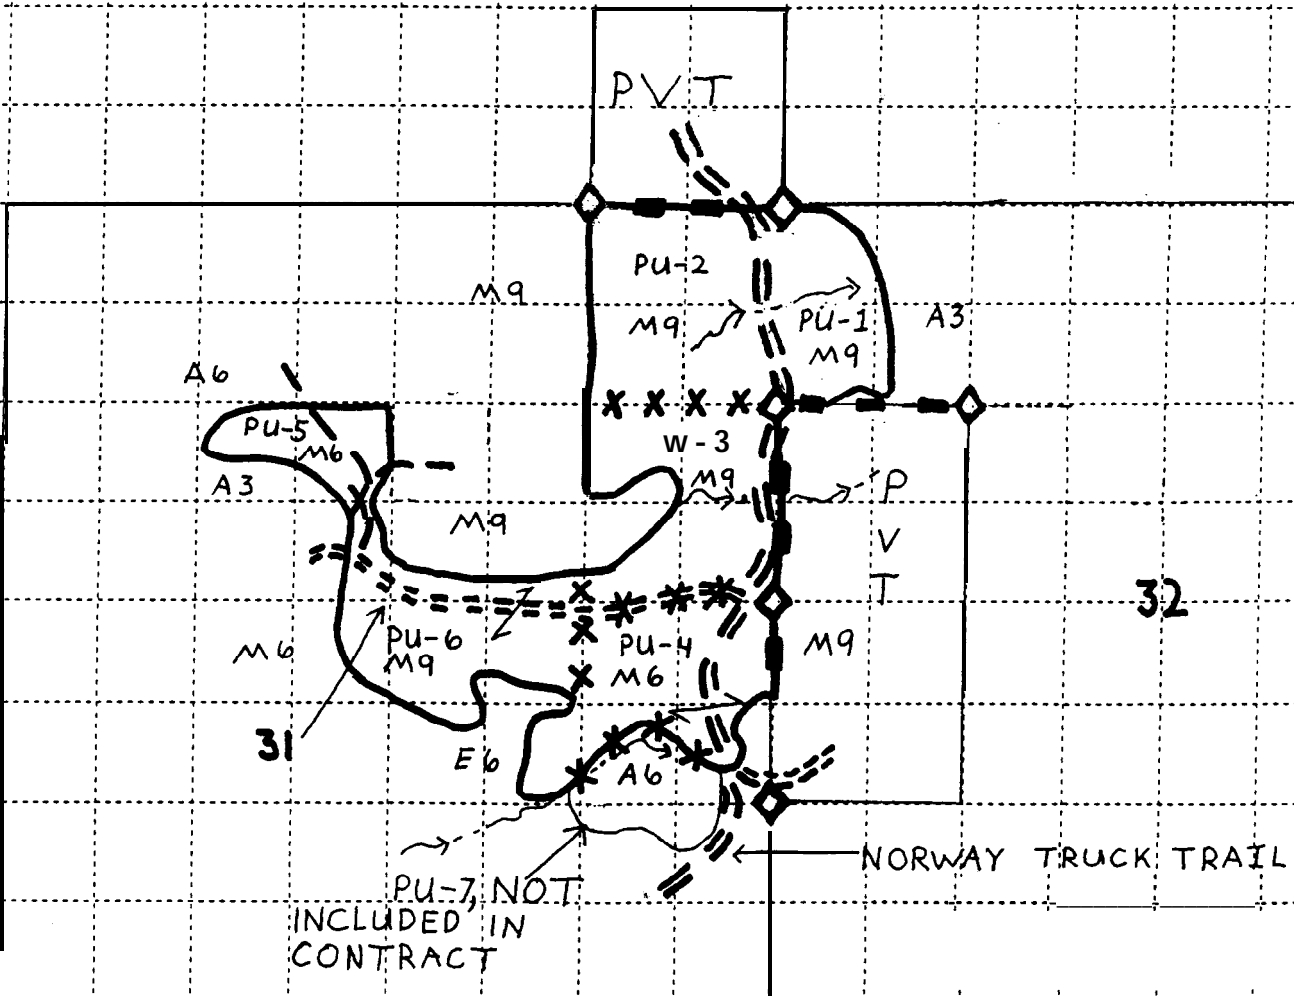 PVT
PU-2
M9
M9
PU-1
A3
M9
A6
PU-5
M6
W-3
A3
M9
P
M9
V
T
32
PU-6
PU-4
M9
M6
M9
M6
31
E6
A6
NORWAY TRUCK TRAIL
PU-7, NOT
INCLUDED IN
CONTRACT